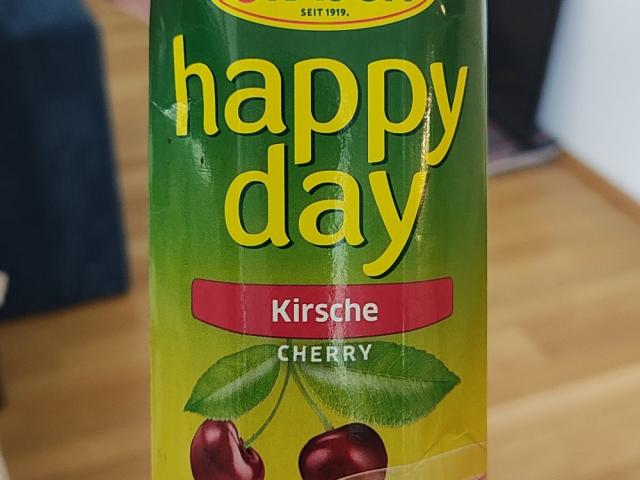 SEIT 1919.
happy
day
Kirsche
CHERRY